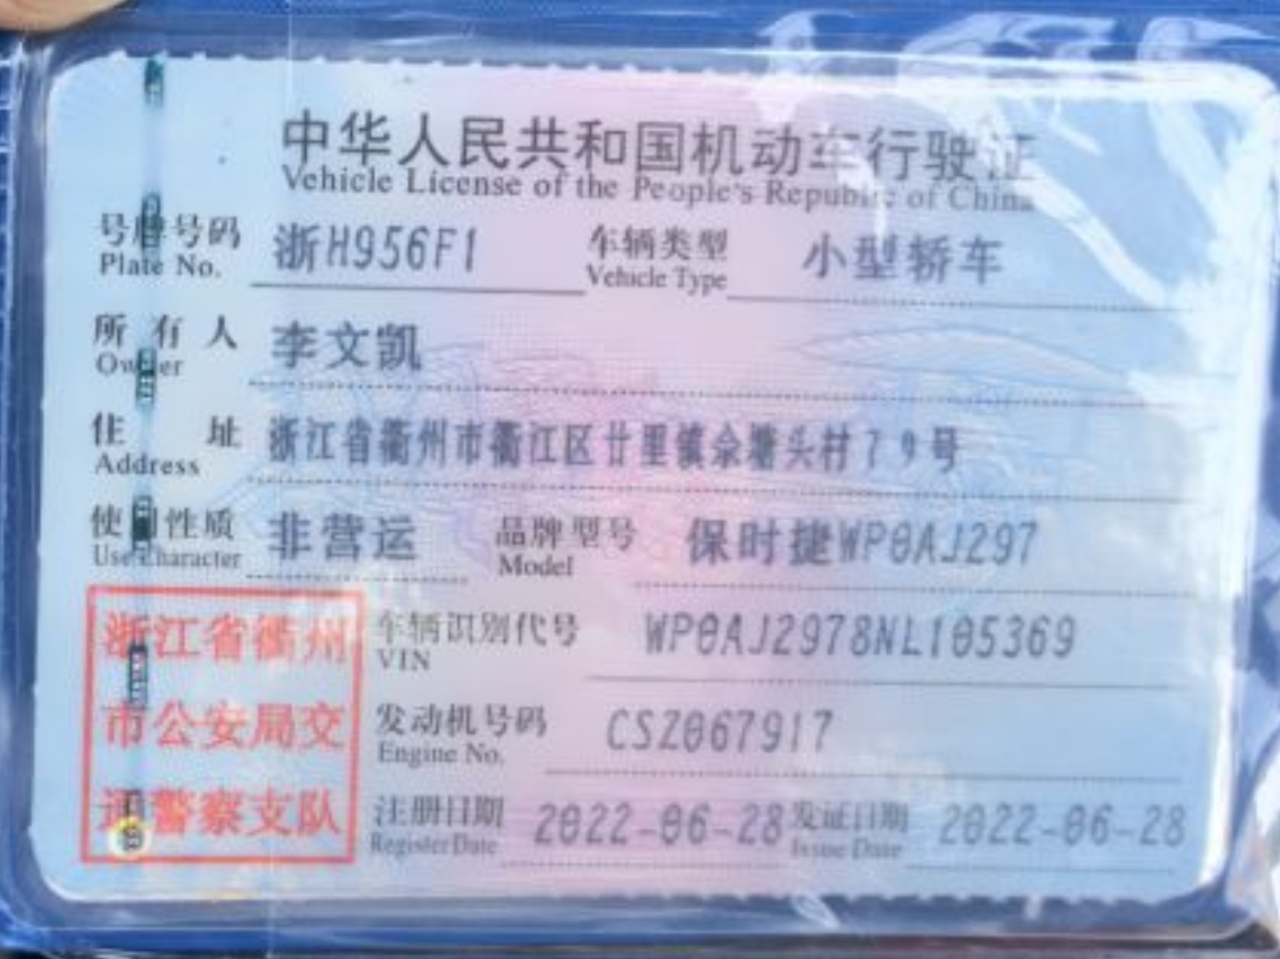 中华人民共和国机动车行驶证
Vehicle License of the People's Republic of China
号牌号码 浙H956F1 车辆类型 小型轿车
Plate No. Vehicle Type
所有人 李文凯
Owner
住址 浙江省衢州市衢江区廿里镇余塘头村79号
Address
使用性质 非营运 品牌型号 保时捷WP0AJ297
Use Character Model
浙江省衢州
市公安局交
通警察支队
车辆识别代号 WP0AJ2978NL105369
VIN
发动机号码 CSZ067917
Engine No.
注册日期 2022-06-28 发证日期 2022-06-28
Register Date Issue Date